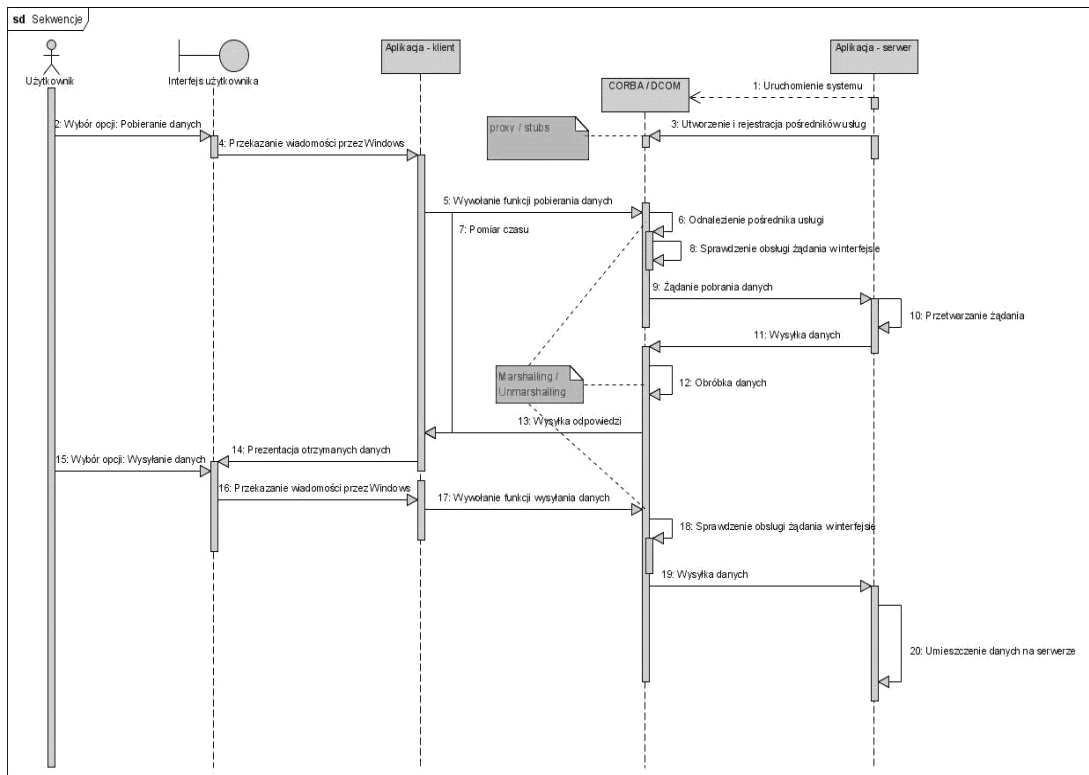 sd Sekwencje
Użytkownik
Interfejs użytkownika
Aplikacja - klient
CORBA / DCOM
Aplikacja - serwer
1: Uruchomienie systemu
2: Wybór opcji: Pobieranie danych
proxy / stubs
3: Utworzenie i rejestracja pośredników usług
4: Przekazanie wiadomości przez Windows
5: Wywołanie funkcji pobierania danych
6: Odnalezienie pośrednika usługi
7: Pomiar czasu
8: Sprawdzenie obsługi żądania w interfejsie
9: Żądanie pobrania danych
10: Przetwarzanie żądania
11: Wysyłka danych
Marshalling /
Unmarshalling
12: Obróbka danych
13: Wysyłka odpowiedzi
14: Prezentacja otrzymanych danych
15: Wybór opcji: Wysyłanie danych
16: Przekazanie wiadomości przez Windows
17: Wywołanie funkcji wysyłania danych
18: Sprawdzenie obsługi żądania w interfejsie
19: Wysyłka danych
20: Umieszczenie danych na serwerze